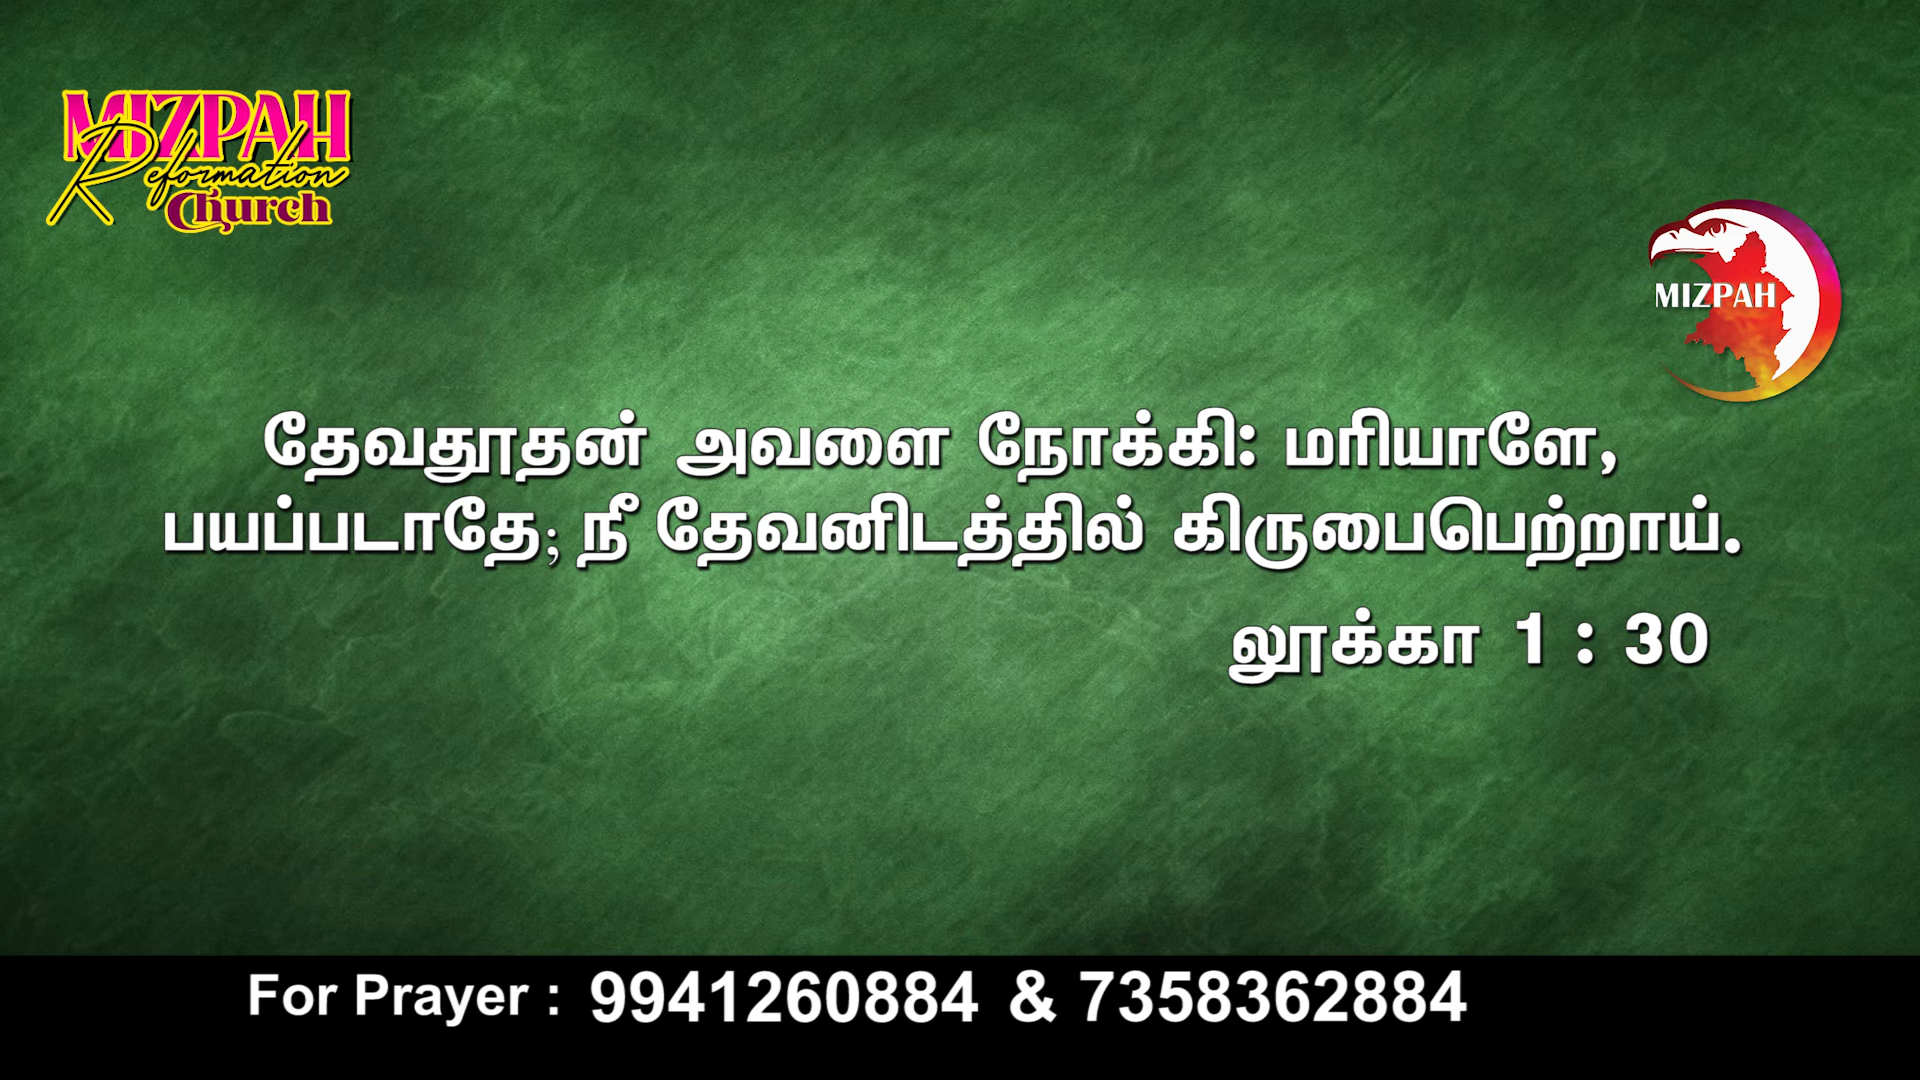 MIZPAH
Reformation
Church
MIZPAH
தேவதூதன் அவளை நோக்கி: மரியாளே,
பயப்படாதே; நீ தேவனிடத்தில் கிருபைபெற்றாய்.
லூக்கா 1 : 30
For Prayer : 9941260884 & 7358362884